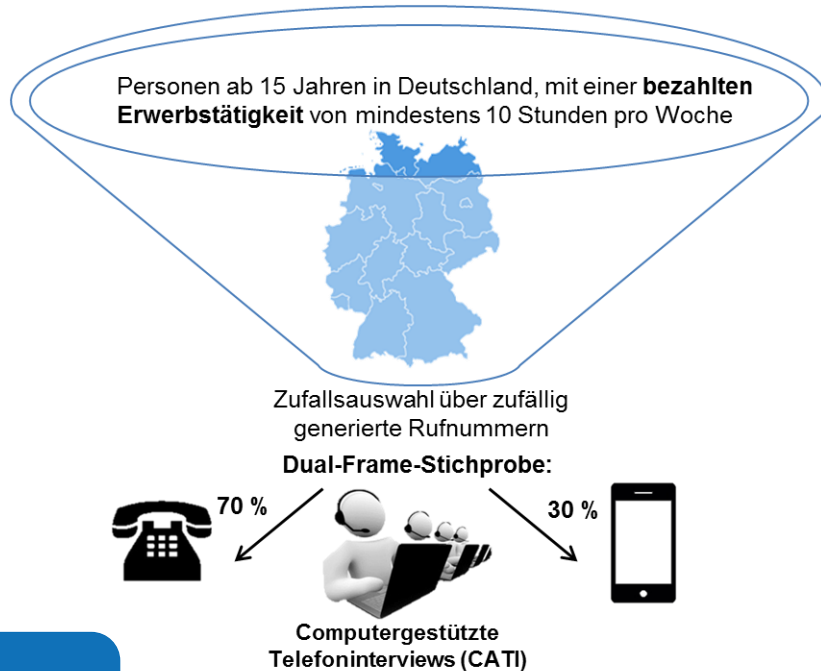 Personen ab 15 Jahren in Deutschland, mit einer bezahlten
Erwerbstätigkeit von mindestens 10 Stunden pro Woche
Zufallsauswahl über zufällig
generierte Rufnummern
Dual-Frame-Stichprobe:
70 %
30 %
Computergestützte
Telefoninterviews (CATI)